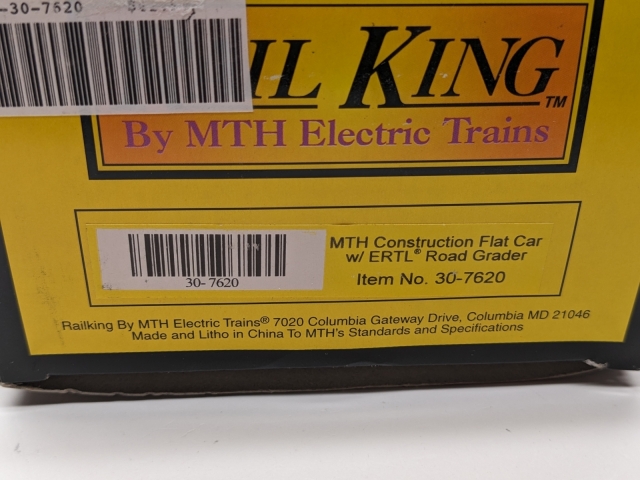 -30-7620
IL KING TM
By MTH Electric Trains
MTH Construction Flat Car
w/ ERTL® Road Grader
30-7620
Item No. 30-7620
Railking By MTH Electric Trains® 7020 Columbia Gateway Drive, Columbia MD 21046
Made and Litho in China To MTH's Standards and Specifications